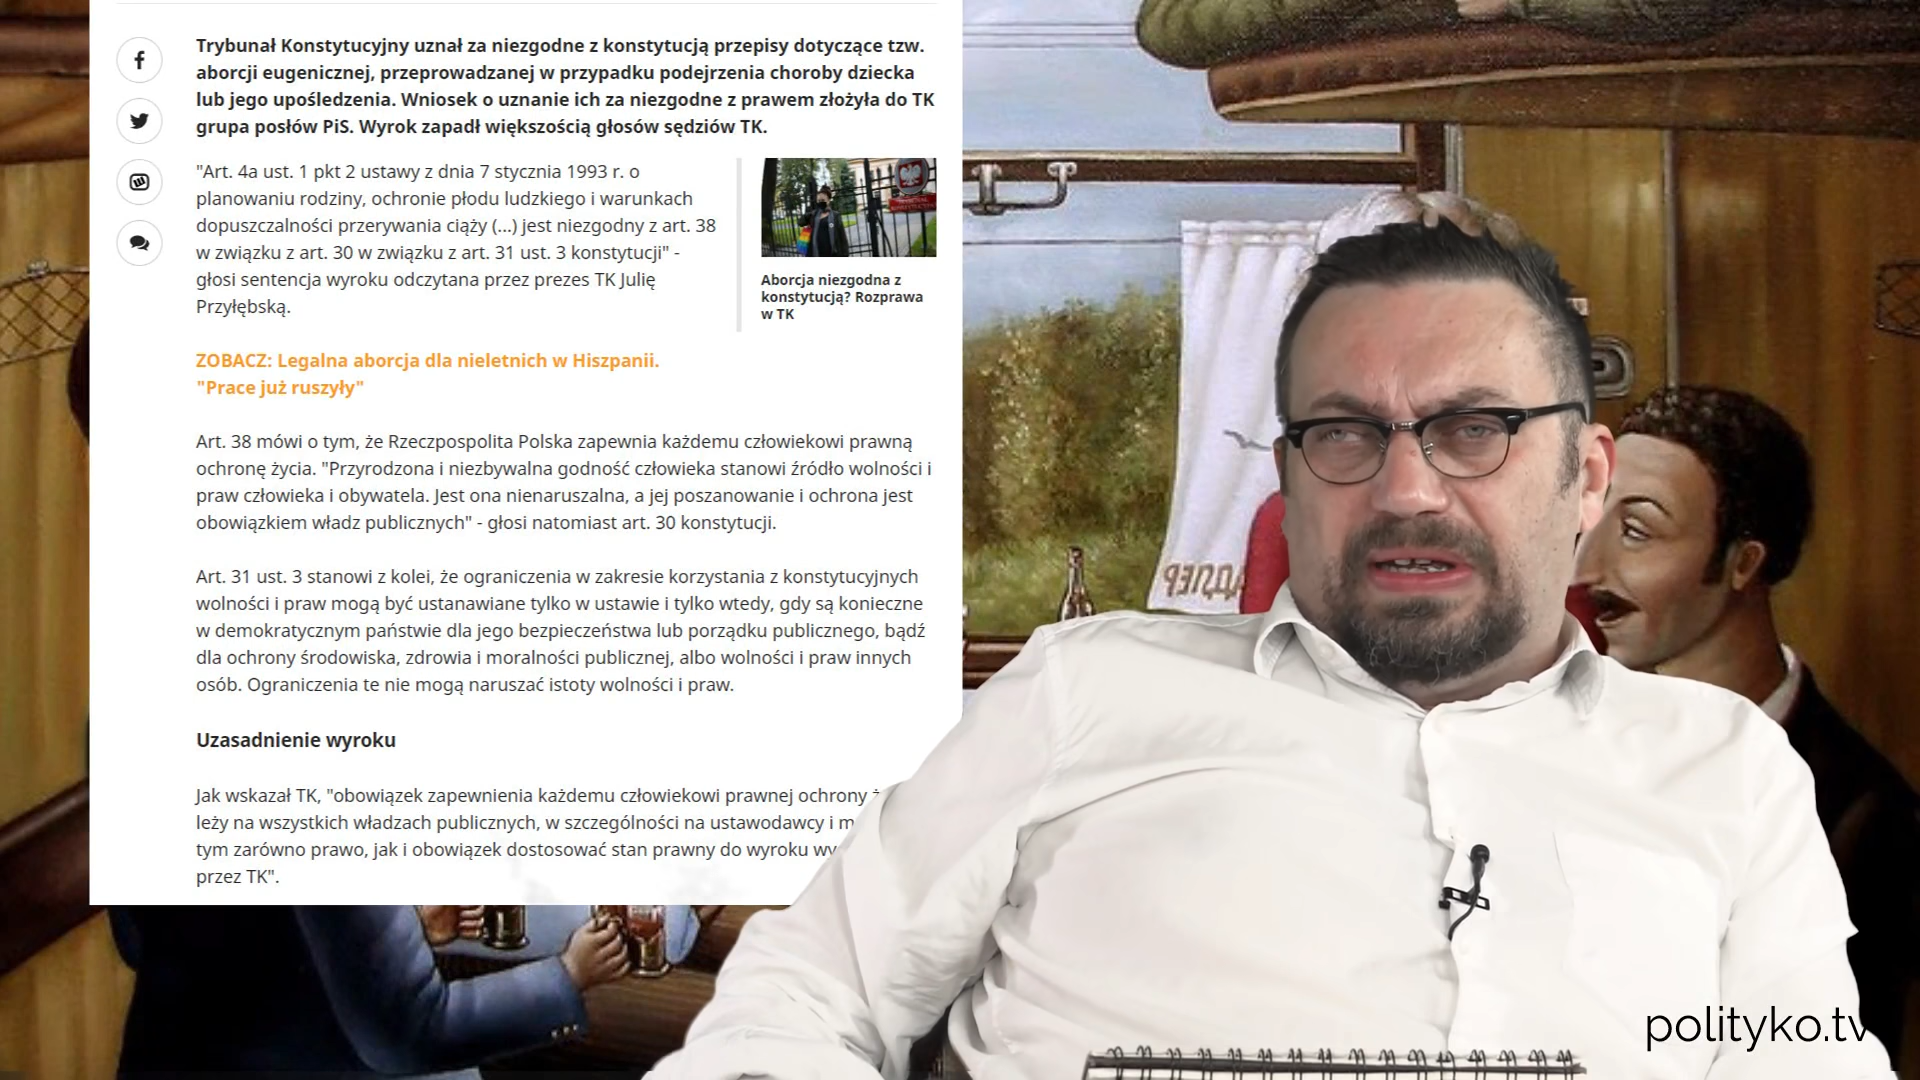 Trybunał Konstytucyjny uznał za niezgodne z konstytucją przepisy dotyczące tzw.
aborcji eugenicznej, przeprowadzanej w przypadku podejrzenia choroby dziecka
lub jego upośledzenia. Wniosek o uznanie ich za niezgodne z prawem złożyła do TK
grupa posłów PiS. Wyrok zapadł większością głosów sędziów TK.
"Art. 4a ust. 1 pkt 2 ustawy z dnia 7 stycznia 1993 r. o
planowaniu rodziny, ochronie płodu ludzkiego i warunkach
dopuszczalności przerywania ciąży (...) jest niezgodny z art. 38
w związku z art. 30 w związku z art. 31 ust. 3 konstytucji" -
głosi sentencja wyroku odczytana przez prezes TK Julię
Przyłębską.
Aborcja niezgodna z
konstytucją? Rozprawa
w TK
ZOBACZ: Legalna aborcja dla nieletnich w Hiszpanii.
"Prace już ruszyły"
Art. 38 mówi o tym, że Rzeczpospolita Polska zapewnia każdemu człowiekowi prawną
ochronę życia. "Przyrodzona i niezbywalna godność człowieka stanowi źródło wolności i
praw człowieka i obywatela. Jest ona nienaruszalna, a jej poszanowanie i ochrona jest
obowiązkiem władz publicznych" - głosi natomiast art. 30 konstytucji.
Art. 31 ust. 3 stanowi z kolei, że ograniczenia w zakresie korzystania z konstytucyjnych
wolności i praw mogą być ustanawiane tylko w ustawie i tylko wtedy, gdy są konieczne
w demokratycznym państwie dla jego bezpieczeństwa lub porządku publicznego, bądź
dla ochrony środowiska, zdrowia i moralności publicznej, albo wolności i praw innych
osób. Ograniczenia te nie mogą naruszać istoty wolności i praw.
Uzasadnienie wyroku
Jak wskazał TK, "obowiązek zapewnienia każdemu człowiekowi prawnej ochrony
leży na wszystkich władzach publicznych, w szczególności na ustawodawcy i
tym zarówno prawo, jak i obowiązek dostosować stan prawny do wyroku
przez TK".
polityko.tv